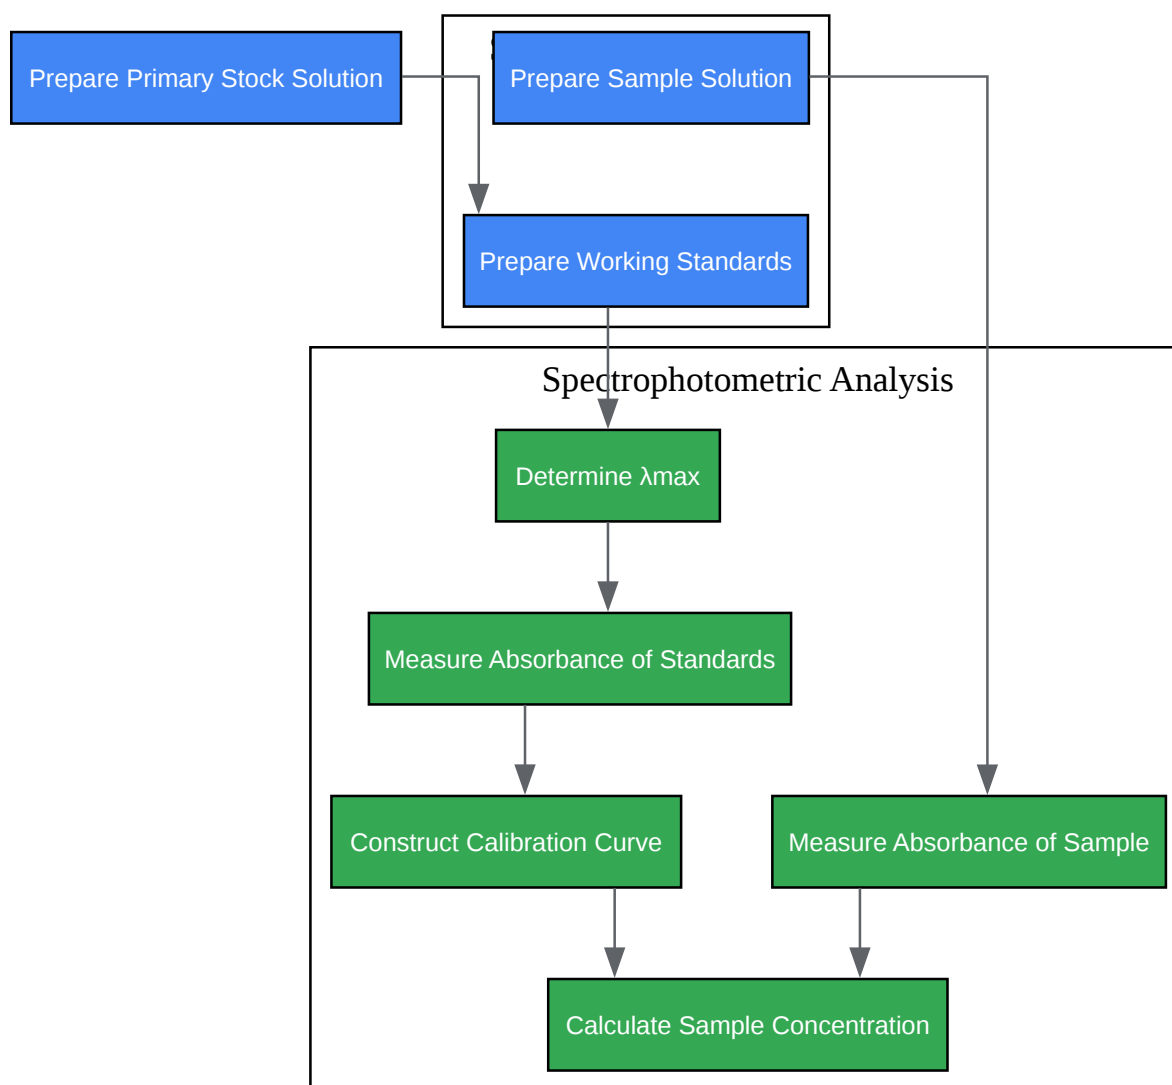 Prepare Primary Stock Solution
Prepare Sample Solution
Prepare Working Standards
Spectrophotometric Analysis
Determine λmax
Measure Absorbance of Standards
Construct Calibration Curve
Measure Absorbance of Sample
Calculate Sample Concentration